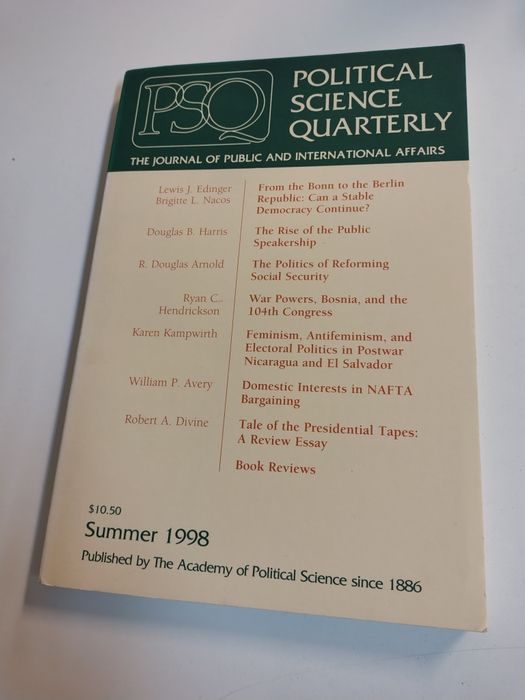 PSQ
POLITICAL
SCIENCE
QUARTERLY
THE JOURNAL OF PUBLIC AND INTERNATIONAL AFFAIRS
Lewis J. Edinger
Brigitte L. Nacos
From the Bonn to the Berlin
Republic: Can a Stable
Democracy Continue?
Douglas B. Harris
The Rise of the Public
Speakership
R. Douglas Arnold
The Politics of Reforming
Social Security
Ryan C.
Hendrickson
War Powers, Bosnia, and the
104th Congress
Karen Kampwirth
Feminism, Antifeminism, and
Electoral Politics in Postwar
Nicaragua and El Salvador
William P. Avery
Domestic Interests in NAFTA
Bargaining
Robert A. Divine
Tale of the Presidential Tapes:
A Review Essay
Book Reviews
$10.50
Summer 1998
Published by The Academy of Political Science since 1886